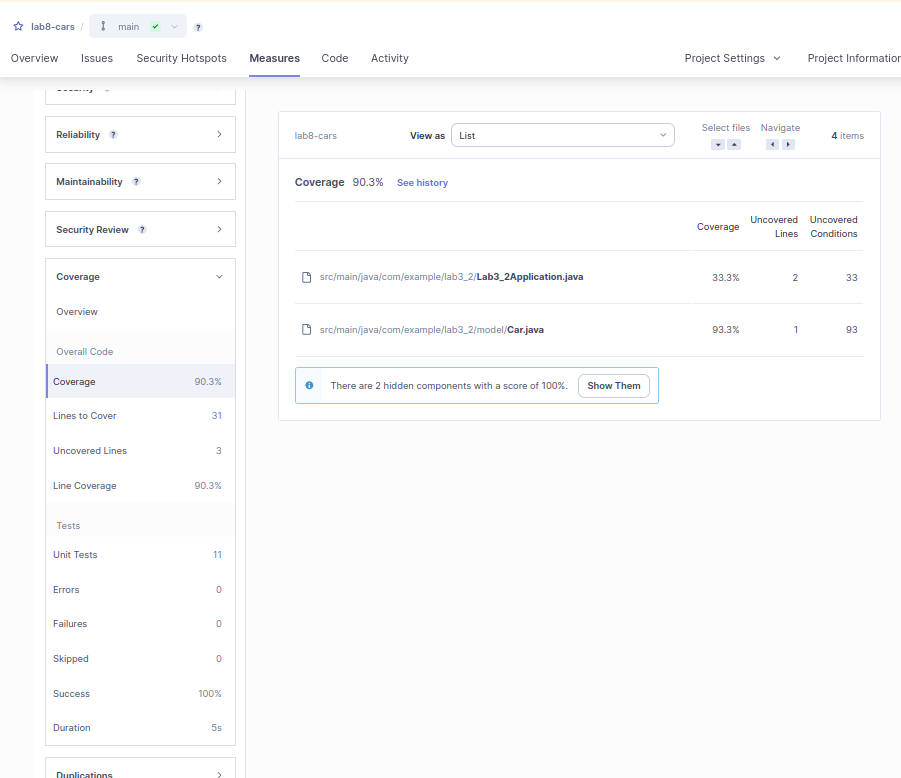 lab8-cars / main ?
Overview Issues Security Hotspots Measures Code Activity Project Settings Project Information
Security
Reliability ?
Maintainability ?
Security Review ?
Coverage
Overview
Overall Code
Coverage 90.3%
Lines to Cover 31
Uncovered Lines 3
Line Coverage 90.3%
Tests
Unit Tests 11
Errors 0
Failures 0
Skipped 0
Success 100%
Duration 5s
Duplications
lab8-cars View as List Select files Navigate 4 items
Coverage 90.3% See history
Coverage Uncovered Lines Uncovered Conditions
src/main/java/com/example/lab3_2/Lab3_2Application.java 33.3% 2 33
src/main/java/com/example/lab3_2/model/Car.java 93.3% 1 93
There are 2 hidden components with a score of 100%. Show Them